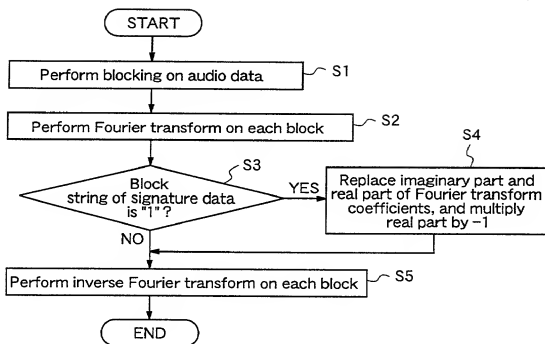 START
Perform blocking on audio data
S1
Perform Fourier transform on each block
S2
Block
string of signature data
is "1" ?
S3
YES
NO
Replace imaginary part and
real part of Fourier transform
coefficients, and multiply
real part by -1
S4
Perform inverse Fourier transform on each block
S5
END